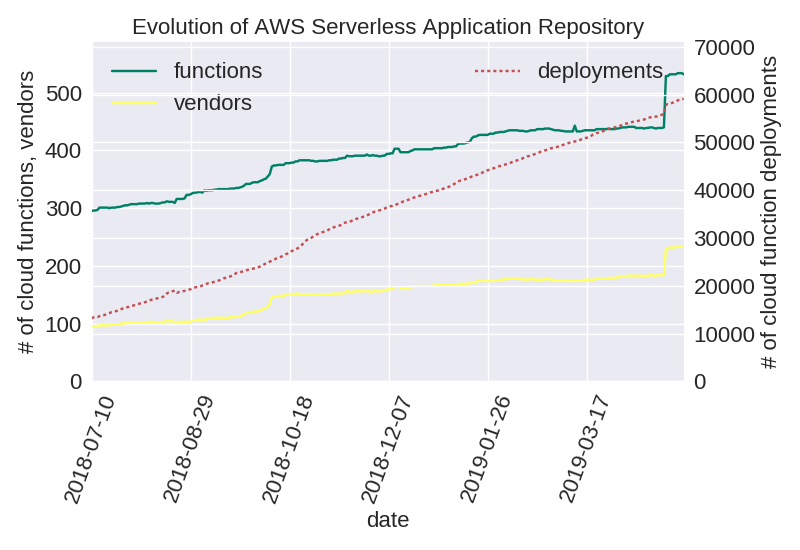 Evolution of AWS Serverless Application Repository
functions
vendors
deployments
# of cloud functions, vendors
500
400
300
200
100
0
# of cloud function deployments
70000
60000
50000
40000
30000
20000
10000
0
2018-07-10
2018-08-29
2018-10-18
2018-12-07
2019-01-26
2019-03-17
date